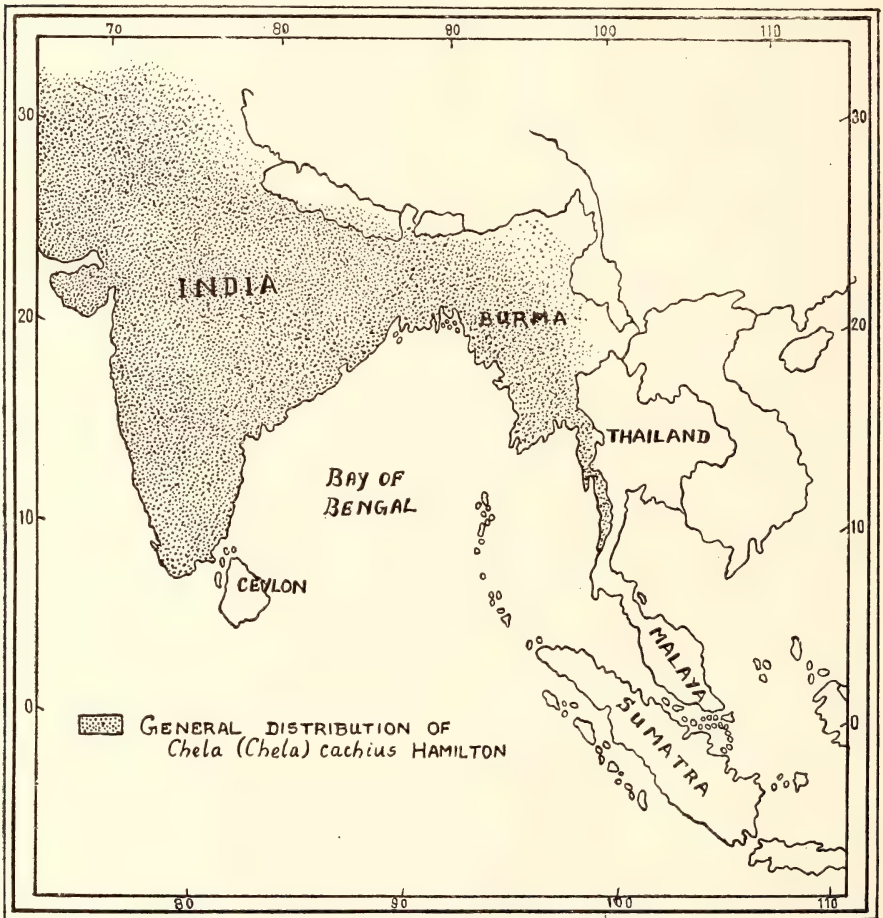 70 80 90 100 110
30 30
INDIA
20 BURMA 20
THAILAND
BAY OF
BENGAL
10 10
CEYLON
MALAYA
SUMATRA
0 0
GENERAL DISTRIBUTION OF
Chela (Chela) cachius HAMILTON
80 90 100 110